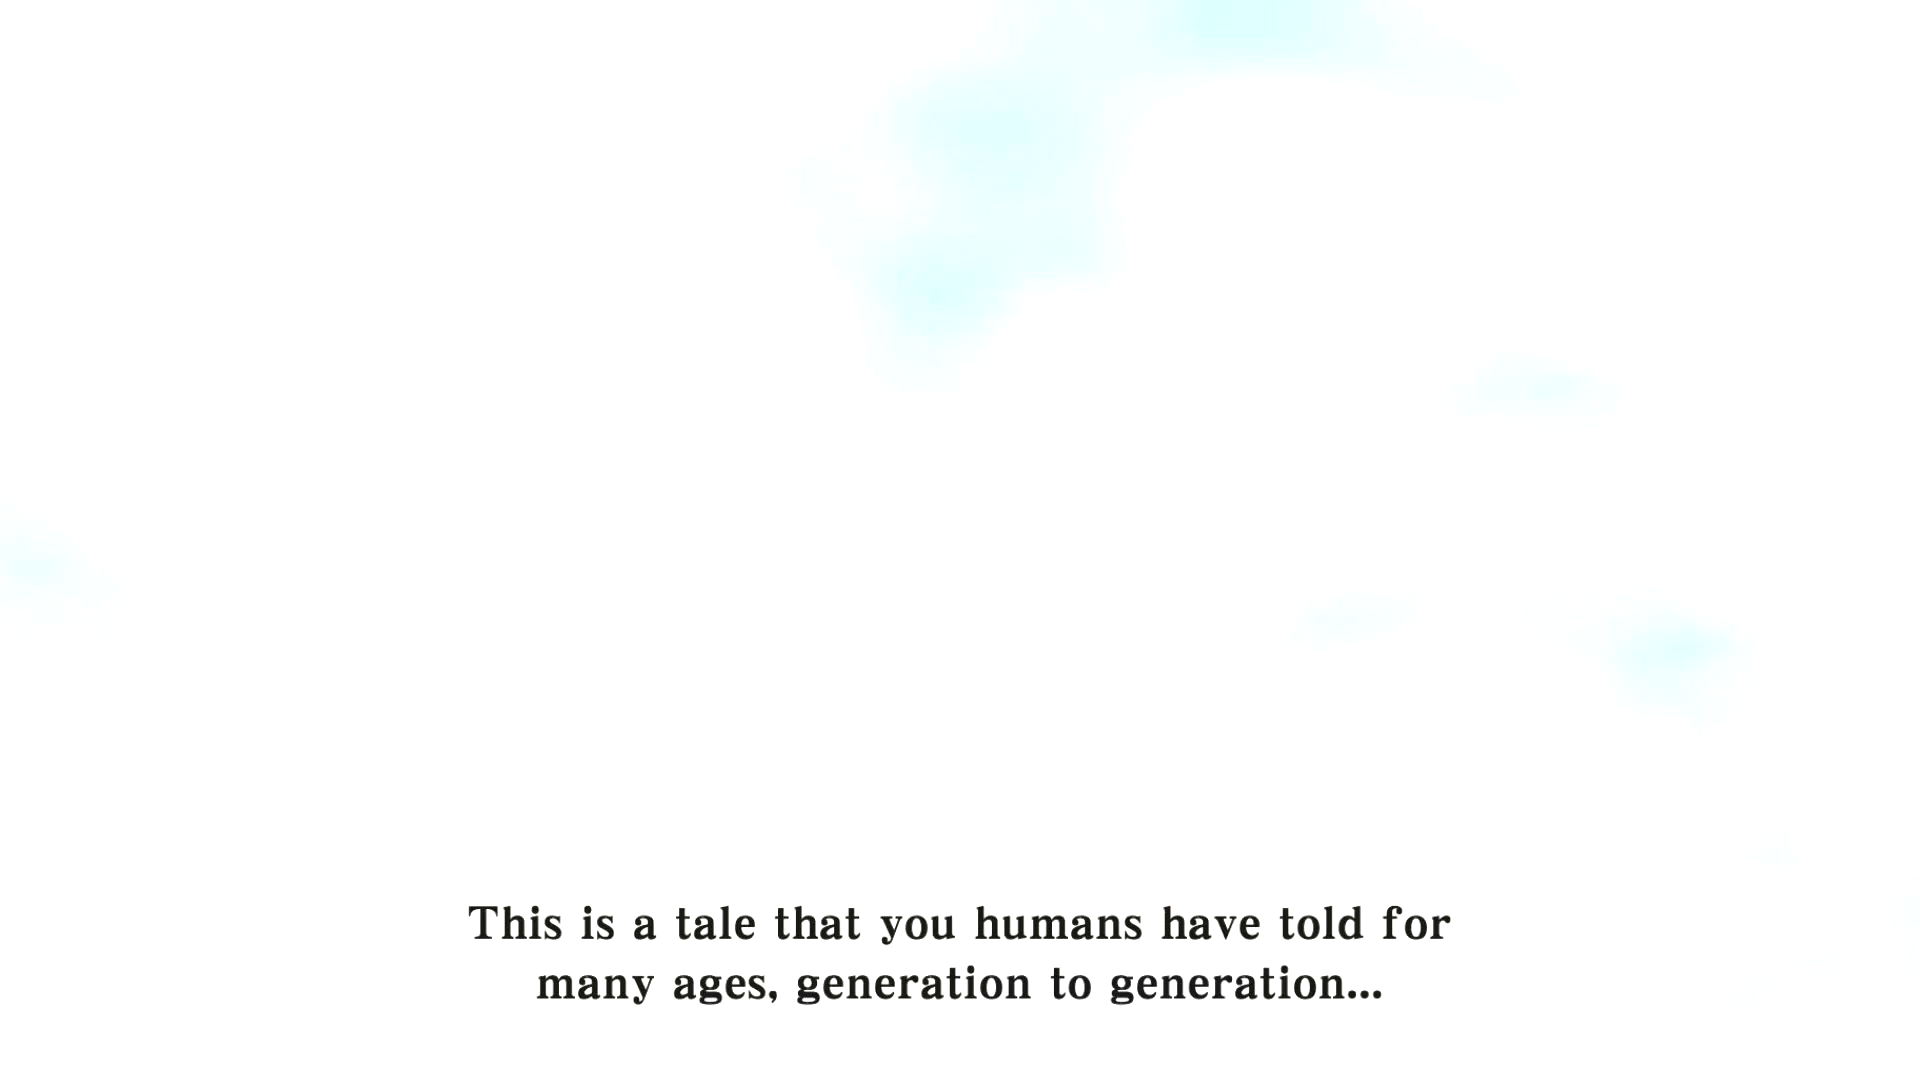 This is a tale that you humans have told for
many ages, generation to generation...